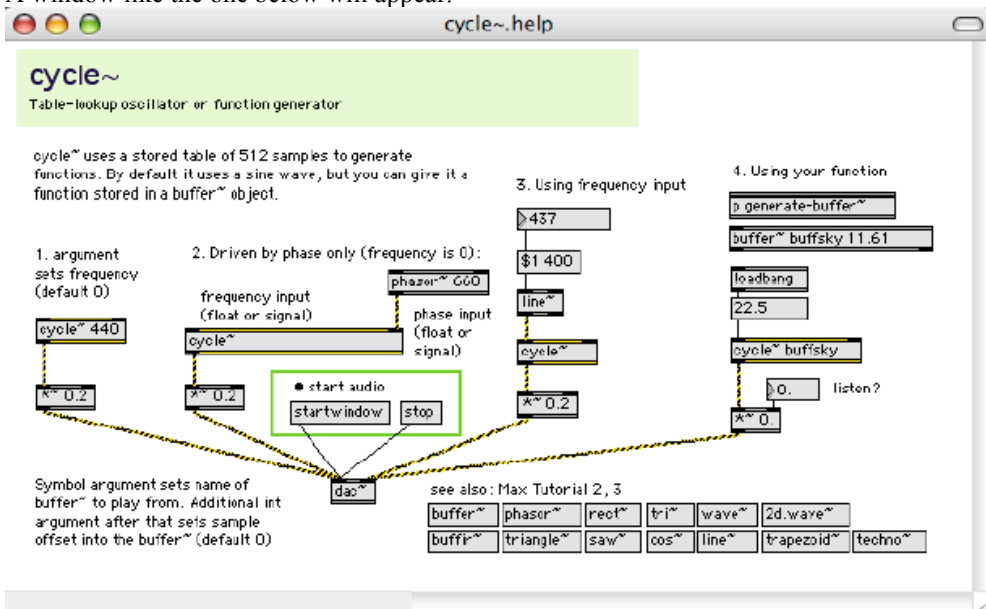 A window like the one below will appear.
cycle~.help
cycle~
Table-lookup oscillator or function generator
cycle~ uses a stored table of 512 samples to generate
functions. By default it uses a sine wave, but you can give it a
function stored in a buffer~ object.
1. argument
sets frequency
(default 0)
cycle~ 440
*~ 0.2
2. Driven by phase only (frequency is 0):
phasor~ 660
frequency input
(float or signal)
phase input
(float or
signal)
cycle~
*~ 0.2
start audio
startwindow
stop
3. Using frequency input
437
$1 400
line~
cycle~
*~ 0.2
4. Using your function
p generate-buffer~
buffer~ buffsky 11.61
loadbang
22.5
cycle~ buffsky
0.
listen?
*~ 0.
dac~
Symbol argument sets name of
buffer~ to play from. Additional int
argument after that sets sample
offset into the buffer~ (default 0)
see also: Max Tutorial 2, 3
buffer~ phasor~ rect~ tri~ wave~ 2d.wave~
buffir~ triangle~ saw~ cos~ line~ trapezoid~ techno~